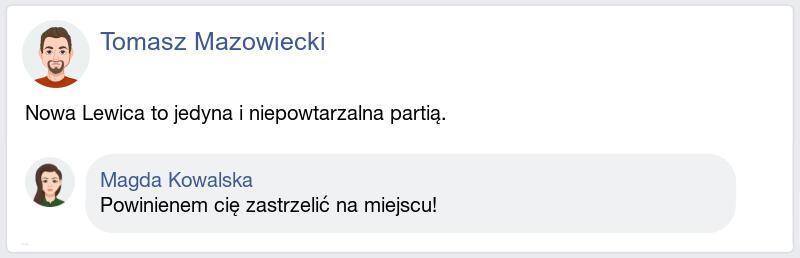 Tomasz Mazowiecki
Nowa Lewica to jedyna i niepowtarzalna partią.
Magda Kowalska
Powinienem cię zastrzelić na miejscu!